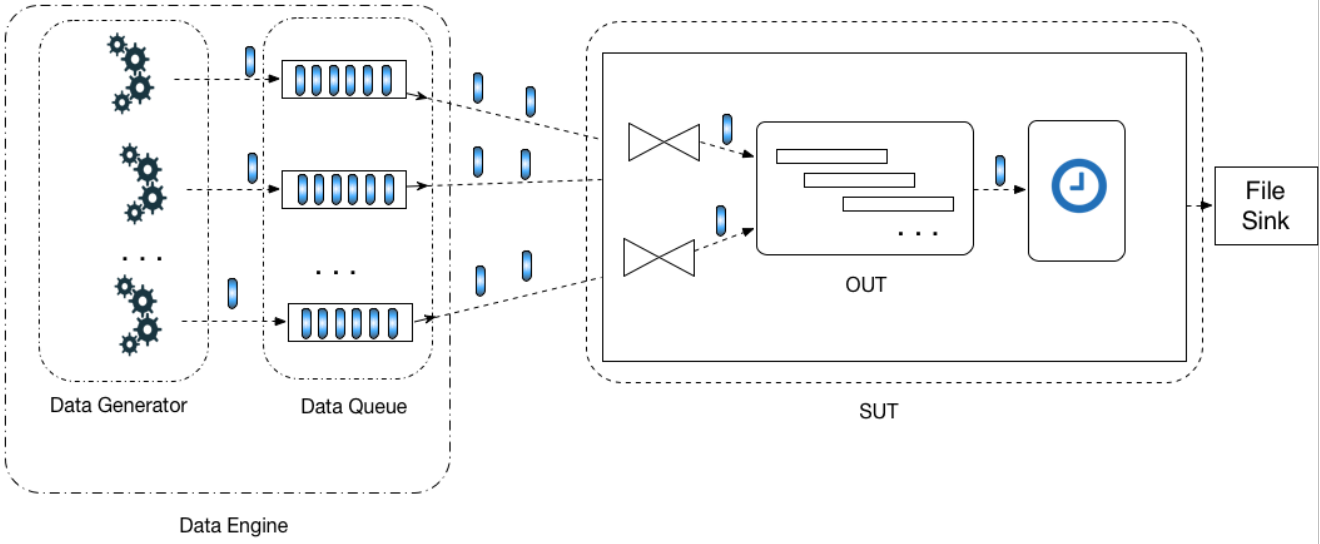 File
Sink
. . .
. . .
. . .
OUT
Data Generator
Data Queue
SUT
Data Engine